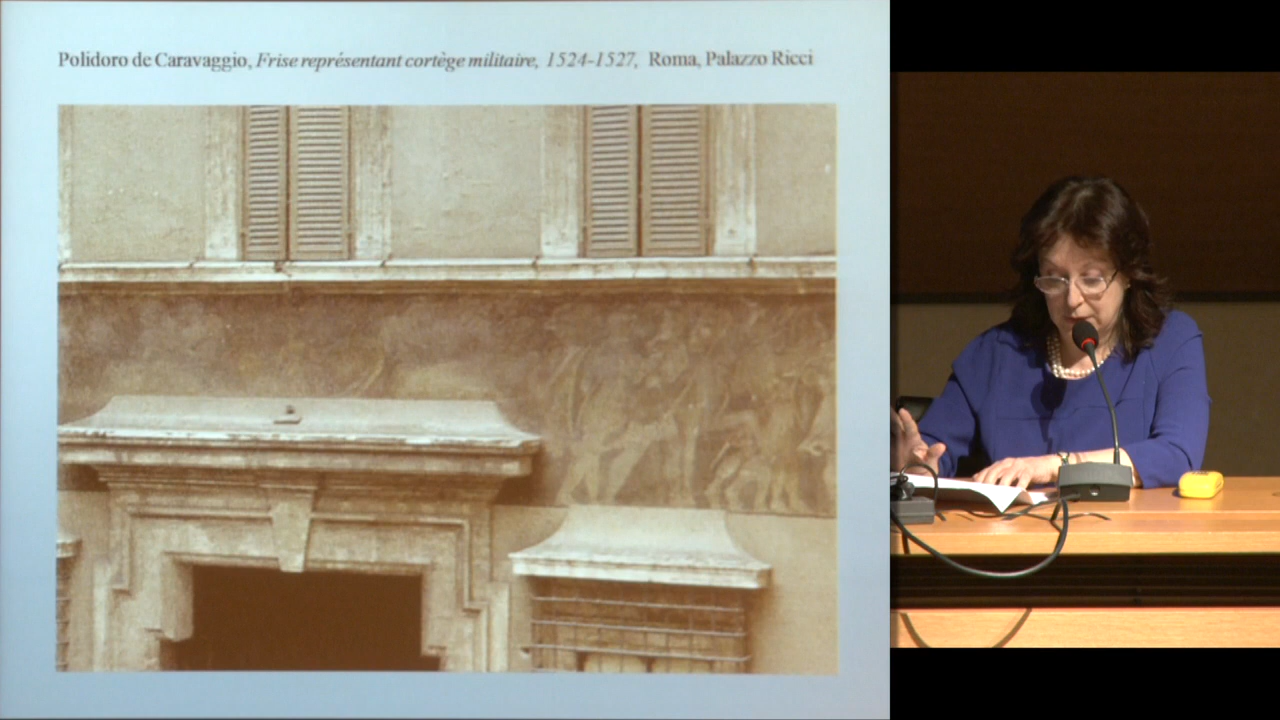 Polidoro de Caravaggio, Frise représentant cortège militaire, 1524-1527, Roma, Palazzo Ricci